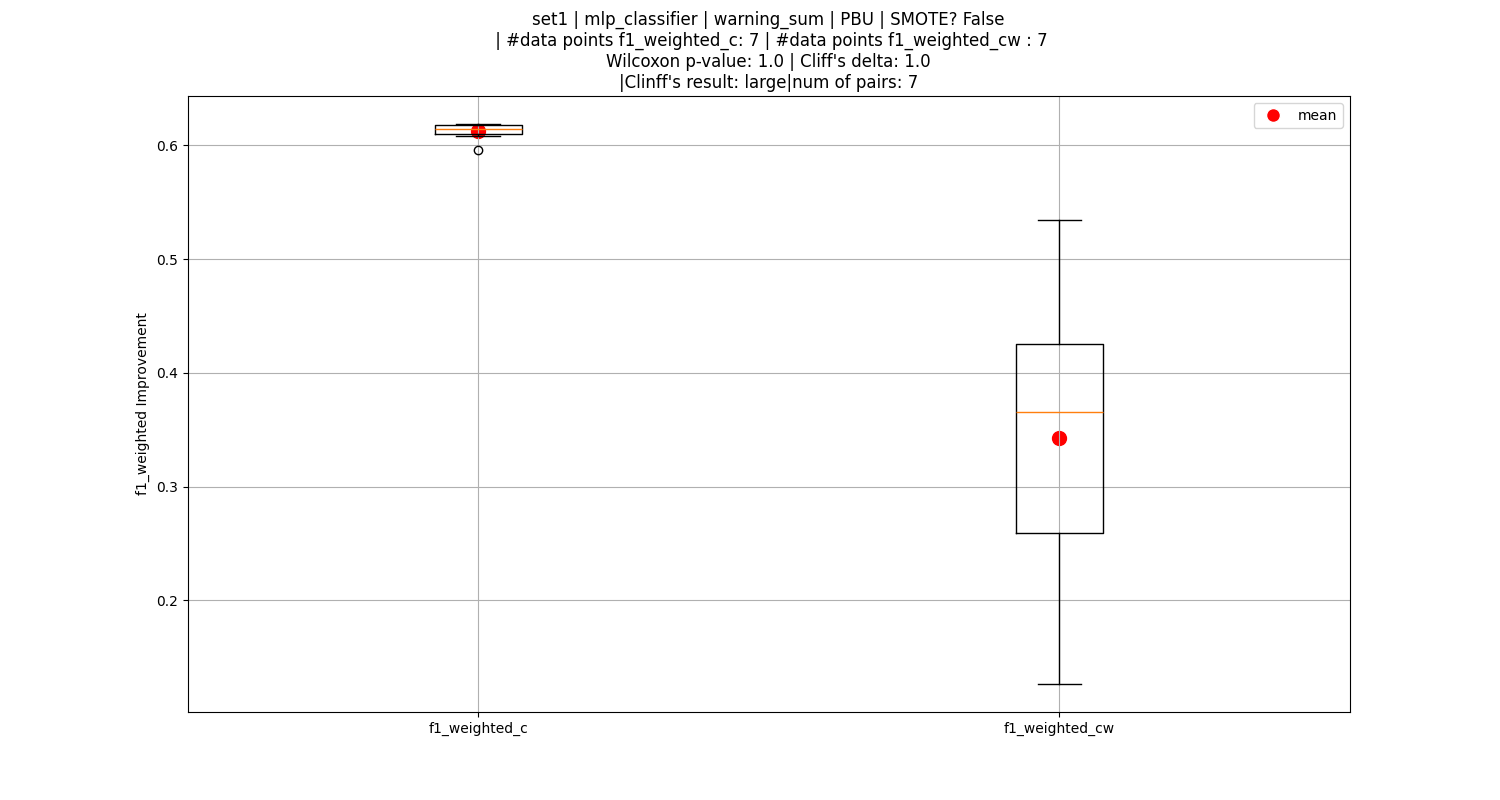 set1 | mlp_classifier | warning_sum | PBU | SMOTE? False
| #data points f1_weighted_c: 7 | #data points f1_weighted_cw : 7
Wilcoxon p-value: 1.0 | Cliff's delta: 1.0
|Clinff's result: large|num of pairs: 7
mean
f1_weighted Improvement
0.6
0.5
0.4
0.3
0.2
f1_weighted_c
f1_weighted_cw